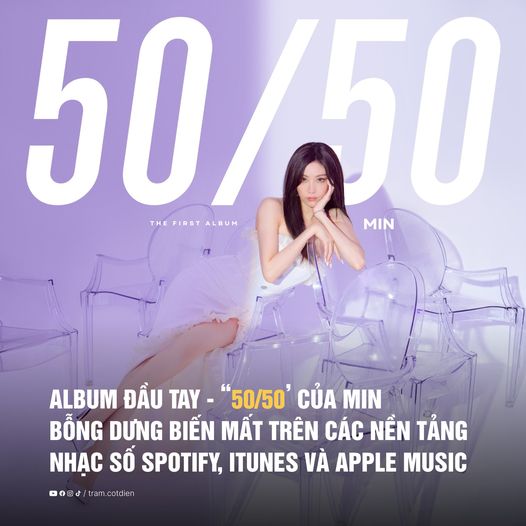 50/50
THE FIRST ALBUM
MIN
ALBUM ĐẦU TAY - “50/50’ CỦA MIN
BỖNG DƯNG BIẾN MẤT TRÊN CÁC NỀN TẢNG
NHẠC SỐ SPOTIFY, ITUNES VÀ APPLE MUSIC
/ tram.cotdien